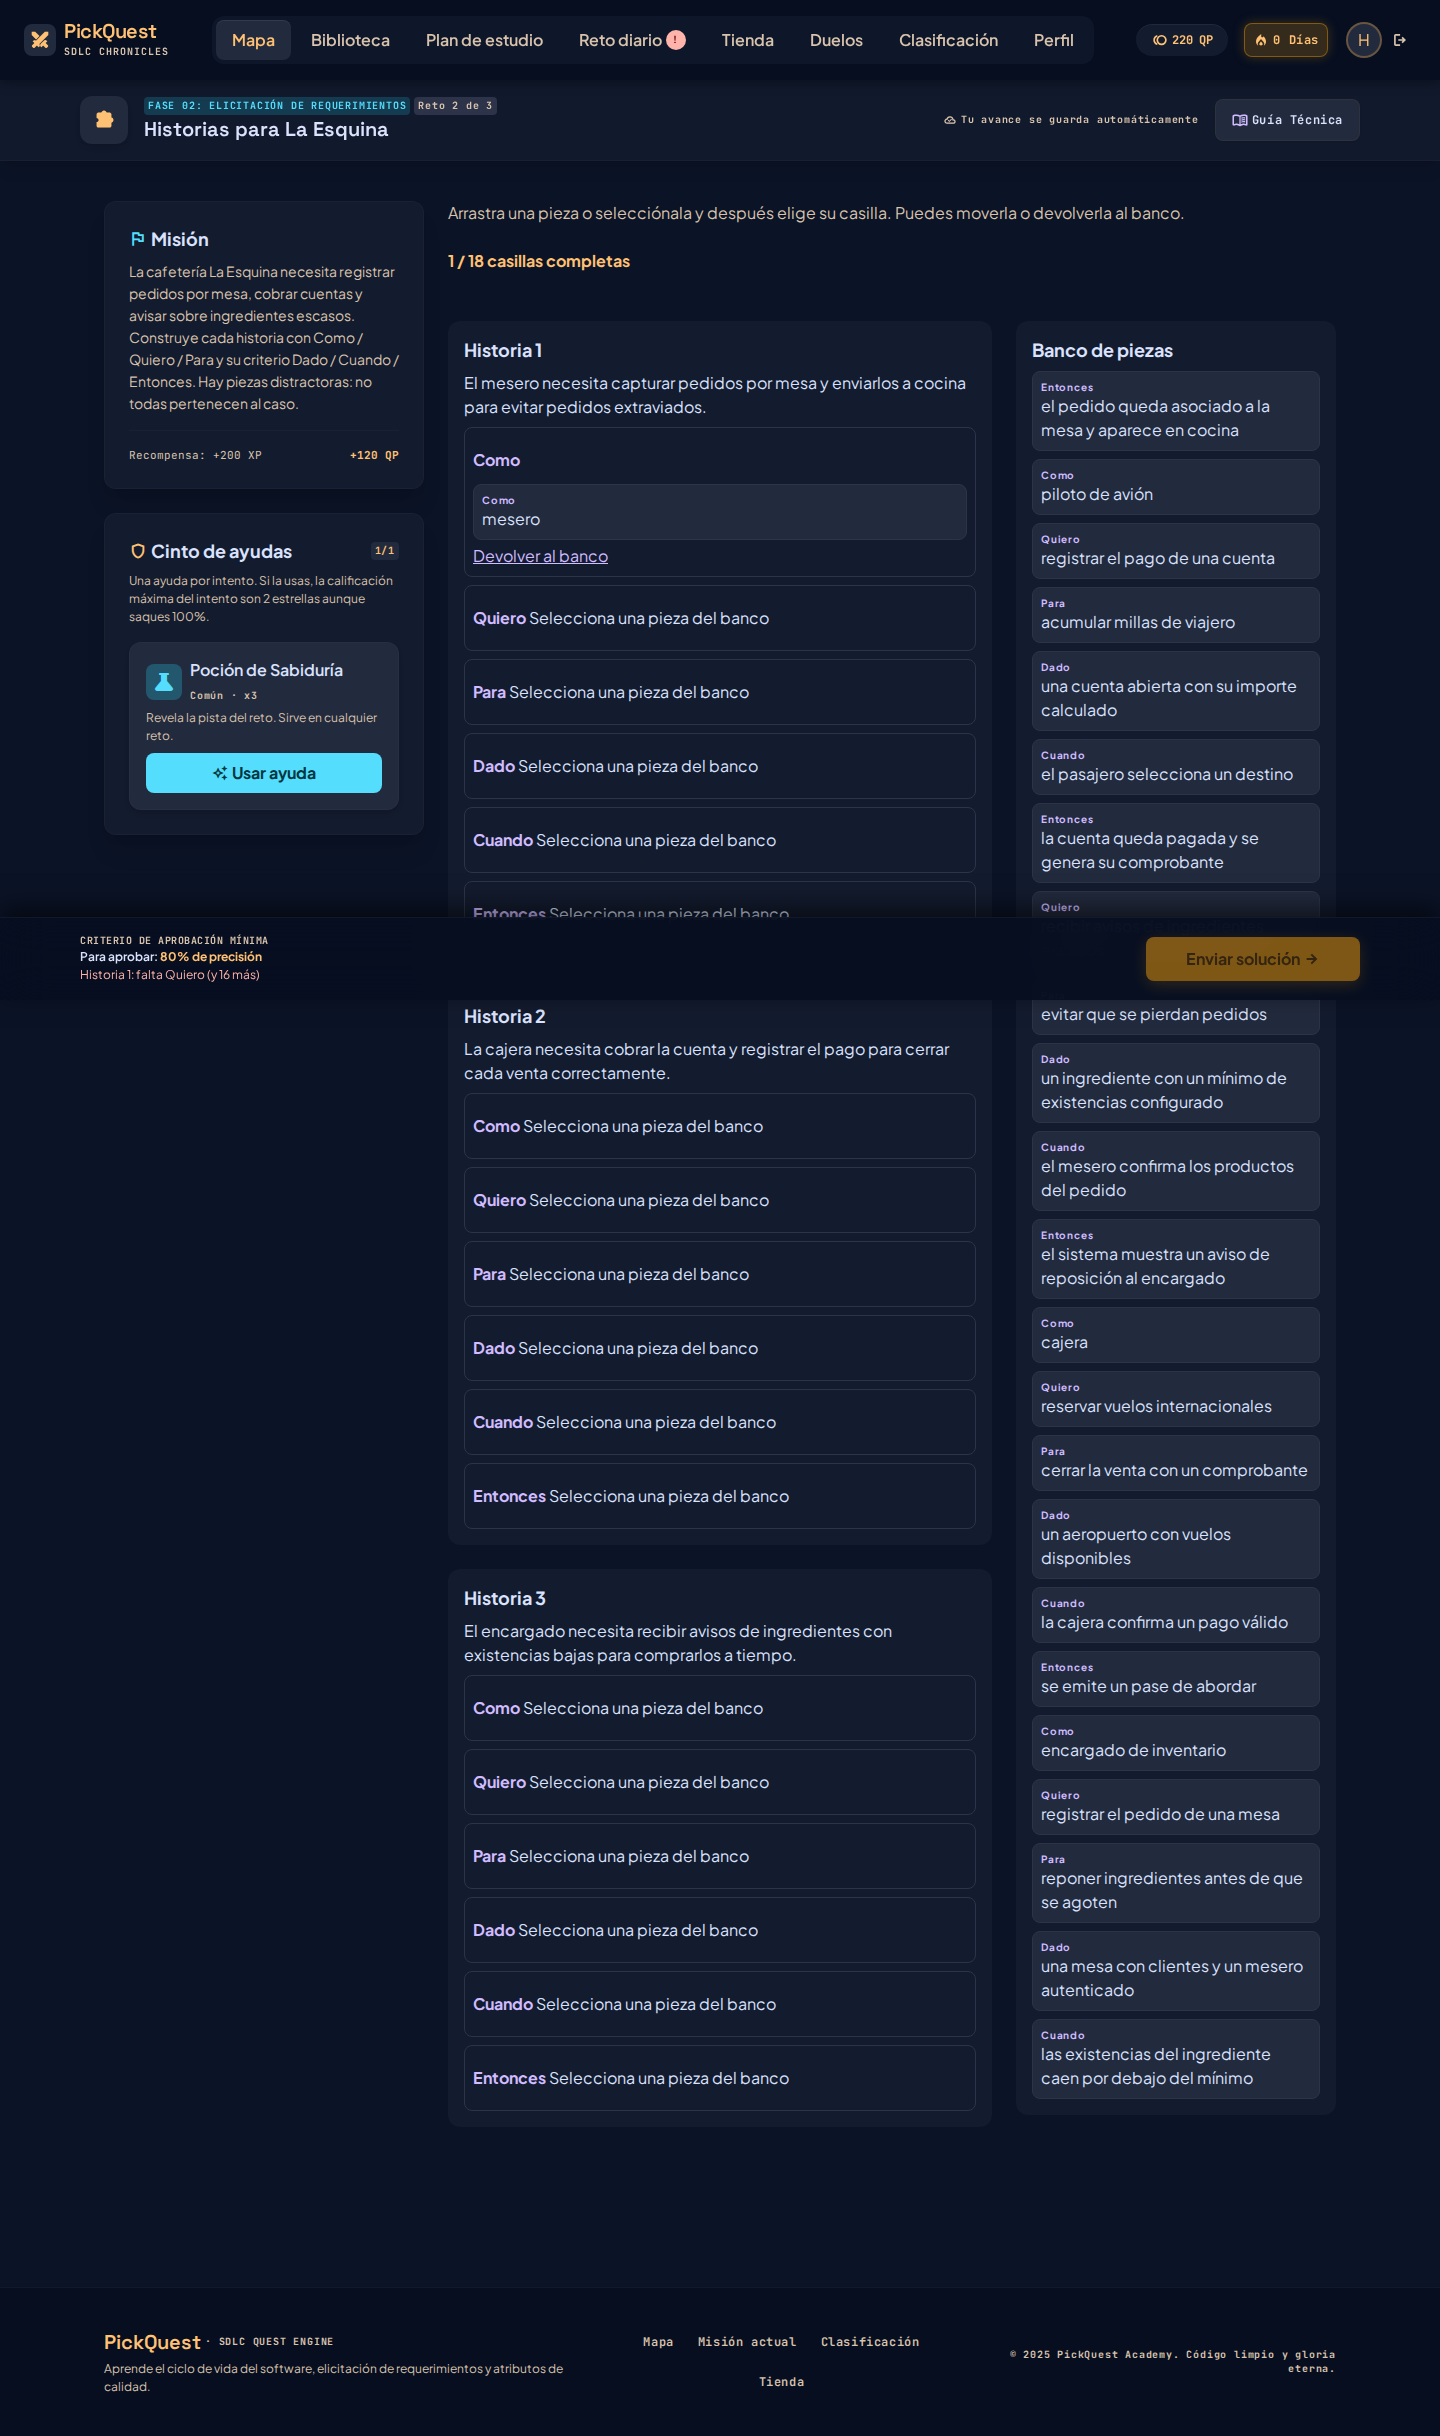 PickQuest
SDLC CHRONICLES
Mapa
Biblioteca
Plan de estudio
Reto diario !
Tienda
Duelos
Clasificación
Perfil
220 QP
0 Días
H
FASE 02: ELICITACIÓN DE REQUERIMIENTOS
Reto 2 de 3
Historias para La Esquina
Tu avance se guarda automáticamente
Guía Técnica
Misión
La cafetería La Esquina necesita registrar
pedidos por mesa, cobrar cuentas y
avisar sobre ingredientes escasos.
Construye cada historia con Como /
Quiero / Para y su criterio Dado / Cuando /
Entonces. Hay piezas distractoras: no
todas pertenecen al caso.
Recompensa: +200 XP
+120 QP
Cinto de ayudas
1/1
Una ayuda por intento. Si la usas, la calificación
máxima del intento son 2 estrellas aunque
saques 100%.
Poción de Sabiduría
Común · x3
Revela la pista del reto. Sirve en cualquier
reto.
Usar ayuda
Arrastra una pieza o selecciónala y después elige su casilla. Puedes moverla o devolverla al banco.
1 / 18 casillas completas
Historia 1
El mesero necesita capturar pedidos por mesa y enviarlos a cocina
para evitar pedidos extraviados.
Como
Como
mesero
Devolver al banco
Quiero Selecciona una pieza del banco
Para Selecciona una pieza del banco
Dado Selecciona una pieza del banco
Cuando Selecciona una pieza del banco
Entonces Selecciona una pieza del banco
Historia 2
La cajera necesita cobrar la cuenta y registrar el pago para cerrar
cada venta correctamente.
Como Selecciona una pieza del banco
Quiero Selecciona una pieza del banco
Para Selecciona una pieza del banco
Dado Selecciona una pieza del banco
Cuando Selecciona una pieza del banco
Entonces Selecciona una pieza del banco
Historia 3
El encargado necesita recibir avisos de ingredientes con
existencias bajas para comprarlos a tiempo.
Como Selecciona una pieza del banco
Quiero Selecciona una pieza del banco
Para Selecciona una pieza del banco
Dado Selecciona una pieza del banco
Cuando Selecciona una pieza del banco
Entonces Selecciona una pieza del banco
Banco de piezas
Entonces
el pedido queda asociado a la
mesa y aparece en cocina
Como
piloto de avión
Quiero
registrar el pago de una cuenta
Para
acumular millas de viajero
Dado
una cuenta abierta con su importe
calculado
Cuando
el pasajero selecciona un destino
Entonces
la cuenta queda pagada y se
genera su comprobante
Quiero
evitar que se pierdan pedidos
Dado
un ingrediente con un mínimo de
existencias configurado
Cuando
el mesero confirma los productos
del pedido
Entonces
el sistema muestra un aviso de
reposición al encargado
Como
cajera
Quiero
reservar vuelos internacionales
Para
cerrar la venta con un comprobante
Dado
un aeropuerto con vuelos
disponibles
Cuando
la cajera confirma un pago válido
Entonces
se emite un pase de abordar
Como
encargado de inventario
Quiero
registrar el pedido de una mesa
Para
reponer ingredientes antes de que
se agoten
Dado
una mesa con clientes y un mesero
autenticado
Cuando
las existencias del ingrediente
caen por debajo del mínimo
CRITERIO DE APROBACIÓN MÍNIMA
Para aprobar: 80% de precisión
Historia 1: falta Quiero (y 16 más)
Enviar solución
PickQuest · SDLC QUEST ENGINE
Aprende el ciclo de vida del software, elicitación de requerimientos y atributos de
calidad.
Mapa
Misión actual
Clasificación
Tienda
© 2025 PickQuest Academy. Código limpio y gloria
eterna.